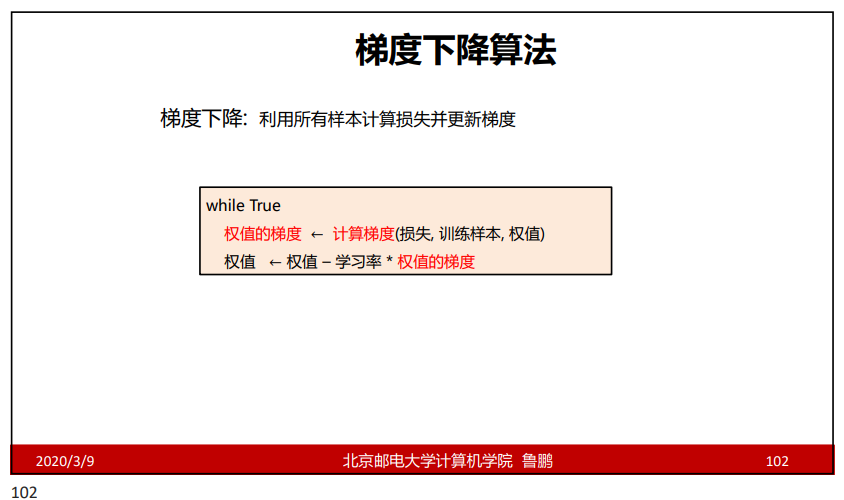 梯度下降算法
梯度下降: 利用所有样本计算损失并更新梯度
while True
权值的梯度 ← 计算梯度(损失, 训练样本, 权值)
权值 ← 权值 – 学习率 * 权值的梯度
2020/3/9 北京邮电大学计算机学院 鲁鹏 102
102